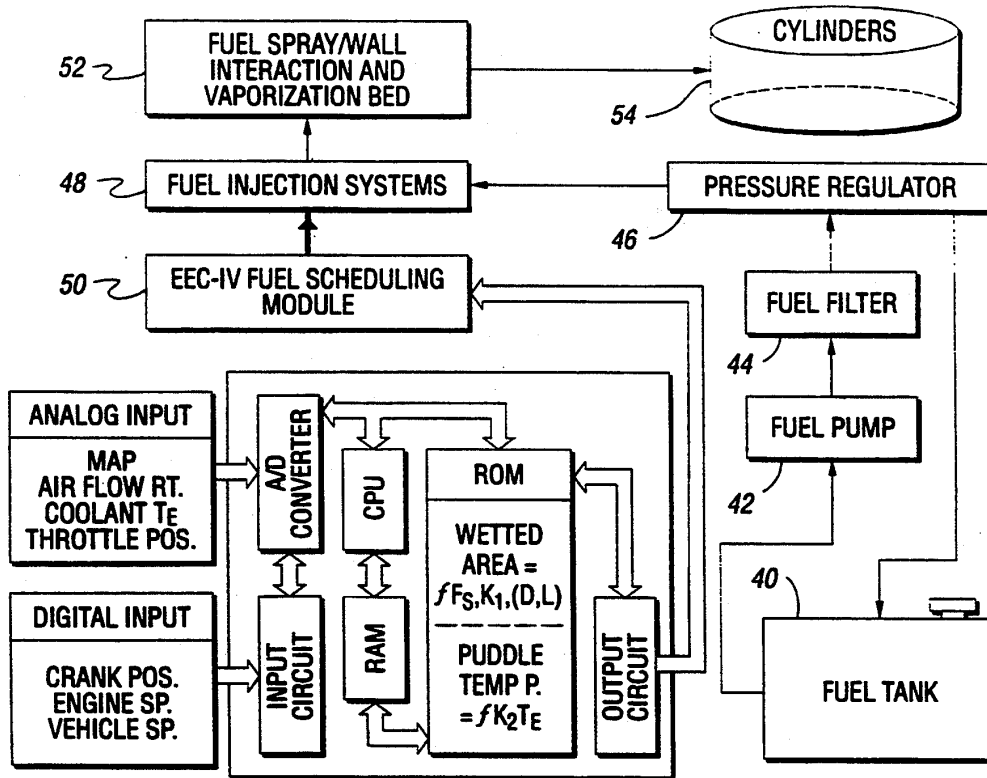 FUEL SPRAY/WALL
INTERACTION AND
VAPORIZATION BED
52
CYLINDERS
54
48
FUEL INJECTION SYSTEMS
PRESSURE REGULATOR
46
50
EEC-IV FUEL SCHEDULING
MODULE
FUEL FILTER
44
FUEL PUMP
42
ANALOG INPUT
MAP
AIR FLOW RT.
COOLANT TE
THROTTLE POS.
A/D
CONVERTER
CPU
ROM
WETTED
AREA =
fFS,K1,(D,L)
PUDDLE
TEMP P.
= fK2TE
DIGITAL INPUT
CRANK POS.
ENGINE SP.
VEHICLE SP.
INPUT
CIRCUIT
RAM
OUTPUT
CIRCUIT
40
FUEL TANK